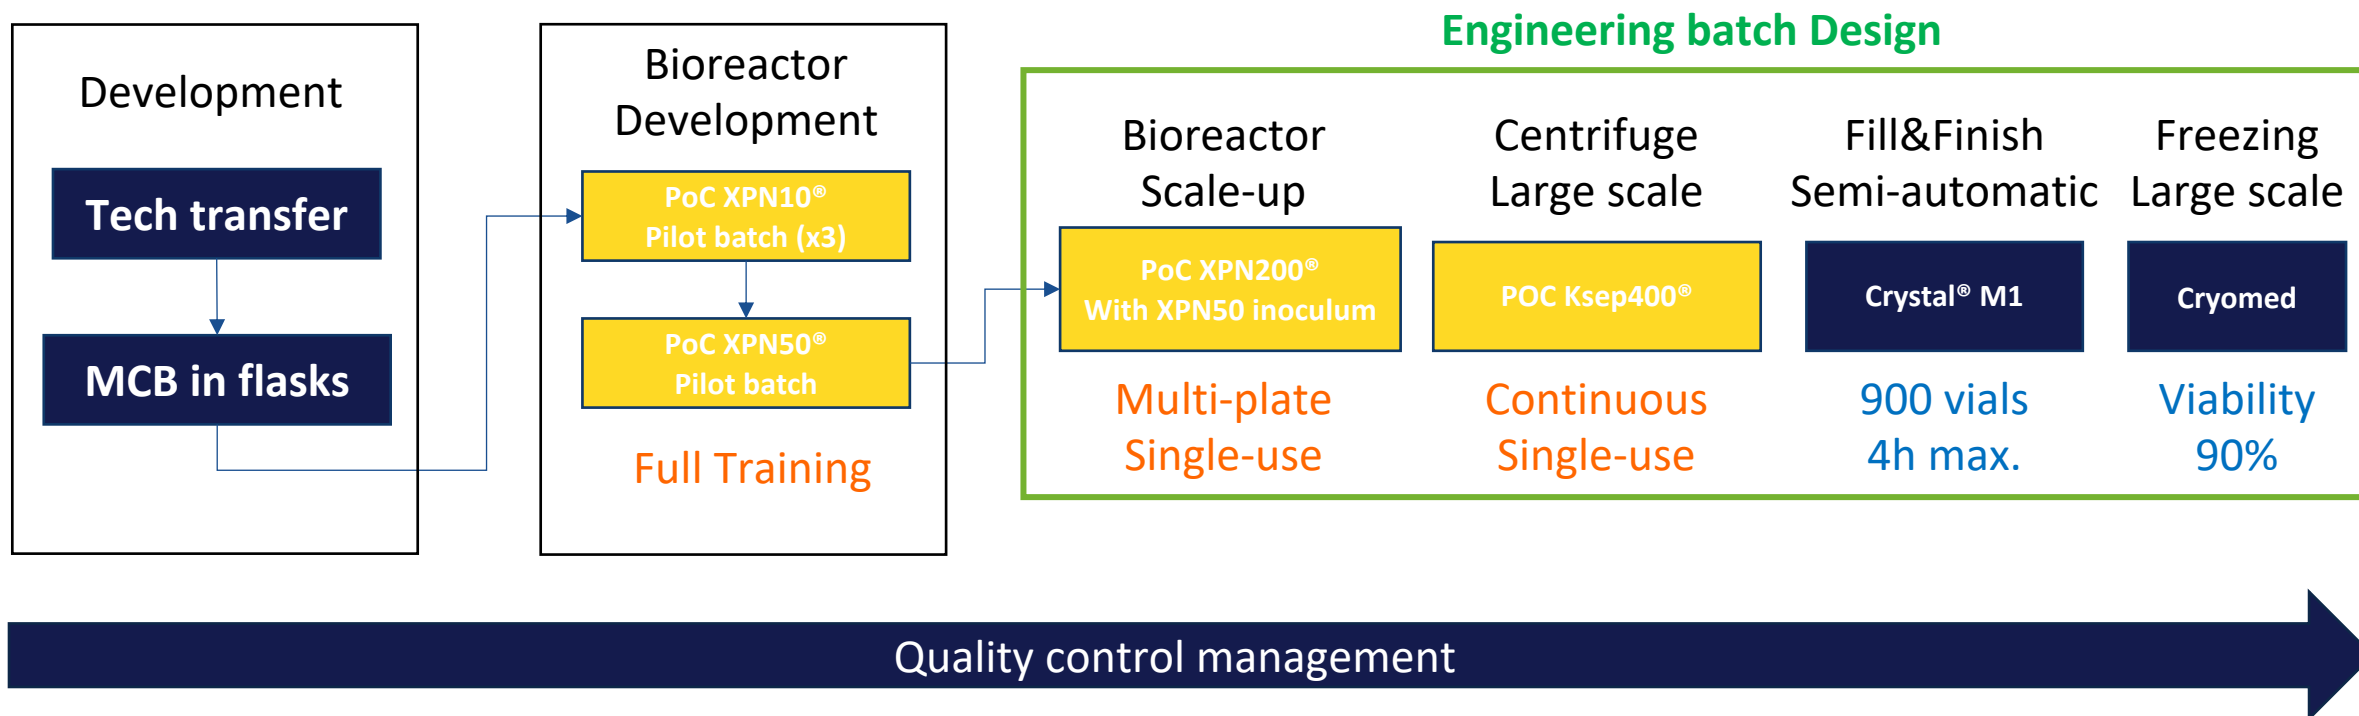 Engineering batch Design
Development
Tech transfer
MCB in flasks
Bioreactor
Development
PoC XPN10®
Pilot batch (x3)
PoC XPN50®
Pilot batch
Full Training
Bioreactor
Scale-up
PoC XPN200®
With XPN50 inoculum
Multi-plate
Single-use
Centrifuge
Large scale
POC Ksep400®
Continuous
Single-use
Fill&Finish
Semi-automatic
Crystal® M1
900 vials
4h max.
Freezing
Large scale
Cryomed
Viability
90%
Quality control management